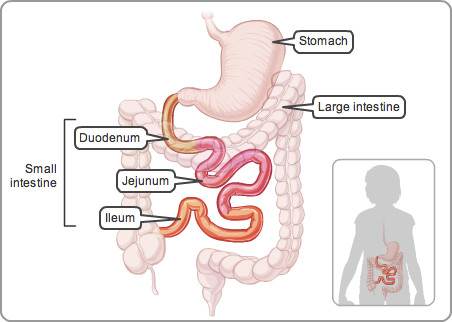 Stomach
Large intestine
Duodenum
Small
intestine
Jejunum
Ileum